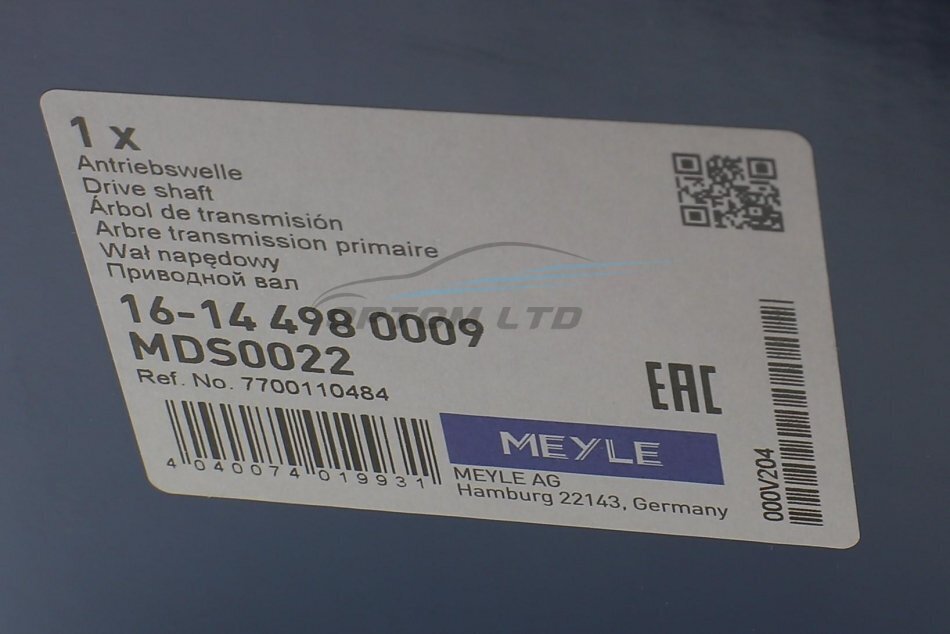 1 x
Antriebswelle
Drive shaft
Árbol de transmisión
Arbre transmission primaire
Wał napędowy
Приводной вал
16-14 498 0009
MDS0022
Ref. No. 7700110484
4 040074 019931
EAC
MEYLE
MEYLE AG
Hamburg 22143, Germany
000V204
LTD